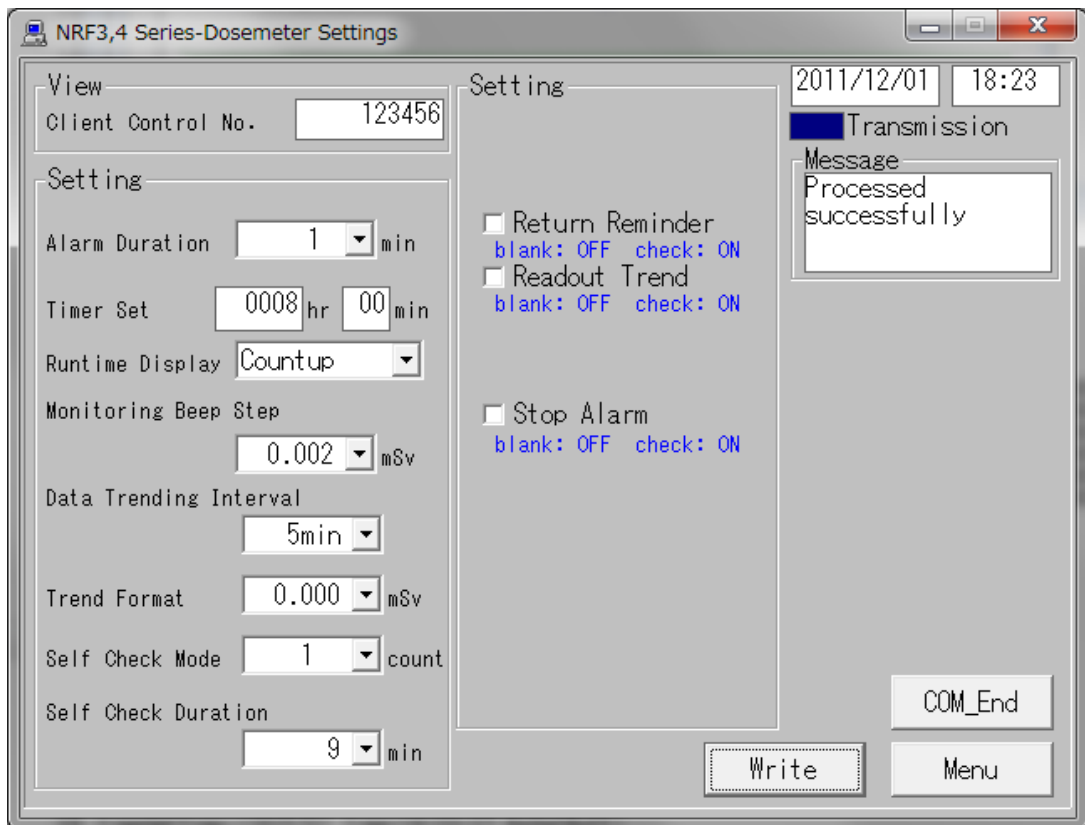 NRF3,4 Series-Dosemeter Settings
View
Client Control No. 123456
Setting
Alarm Duration 1 min
Timer Set 0008 hr 00 min
Runtime Display Countup
Monitoring Beep Step
0.002 mSv
Data Trending Interval
5min
Trend Format 0.000 mSv
Self Check Mode 1 count
Self Check Duration
9 min
Setting
Return Reminder
blank: OFF check: ON
Readout Trend
blank: OFF check: ON
Stop Alarm
blank: OFF check: ON
2011/12/01 18:23
Transmission
Message
Processed
successfully
COM_End
Write
Menu